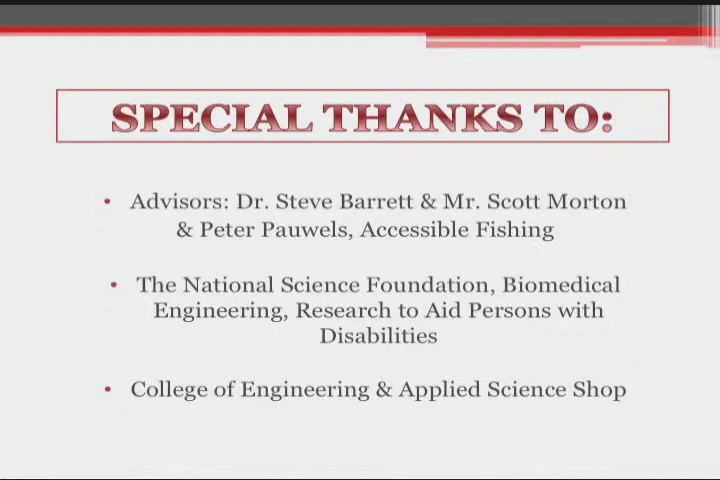 SPECIAL THANKS TO:
• Advisors: Dr. Steve Barrett & Mr. Scott Morton
& Peter Pauwels, Accessible Fishing
• The National Science Foundation, Biomedical
Engineering, Research to Aid Persons with
Disabilities
• College of Engineering & Applied Science Shop